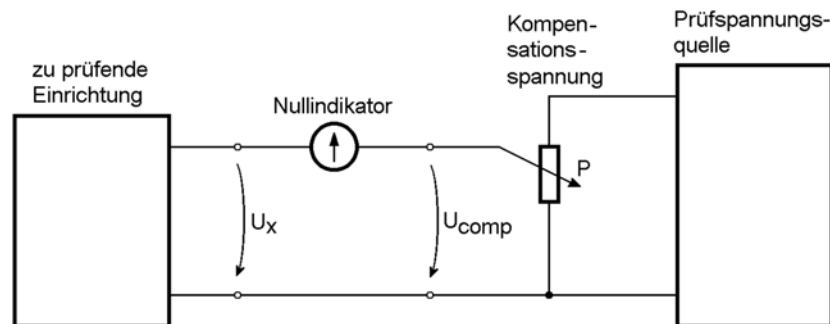 zu prüfende
Einrichtung
Nullindikator
Kompen-
sations-
spannung
Prüfspannungs-
quelle
P
Ux
Ucomp